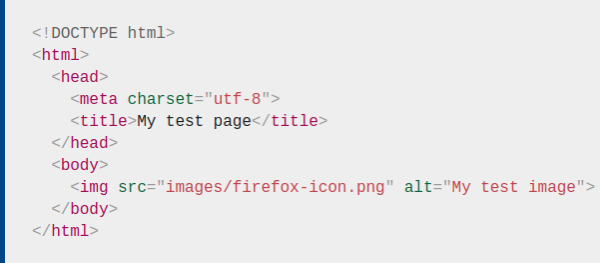 <!DOCTYPE html>
<html>
  <head>
    <meta charset="utf-8">
    <title>My test page</title>
  </head>
  <body>
    <img src="images/firefox-icon.png" alt="My test image">
  </body>
</html>